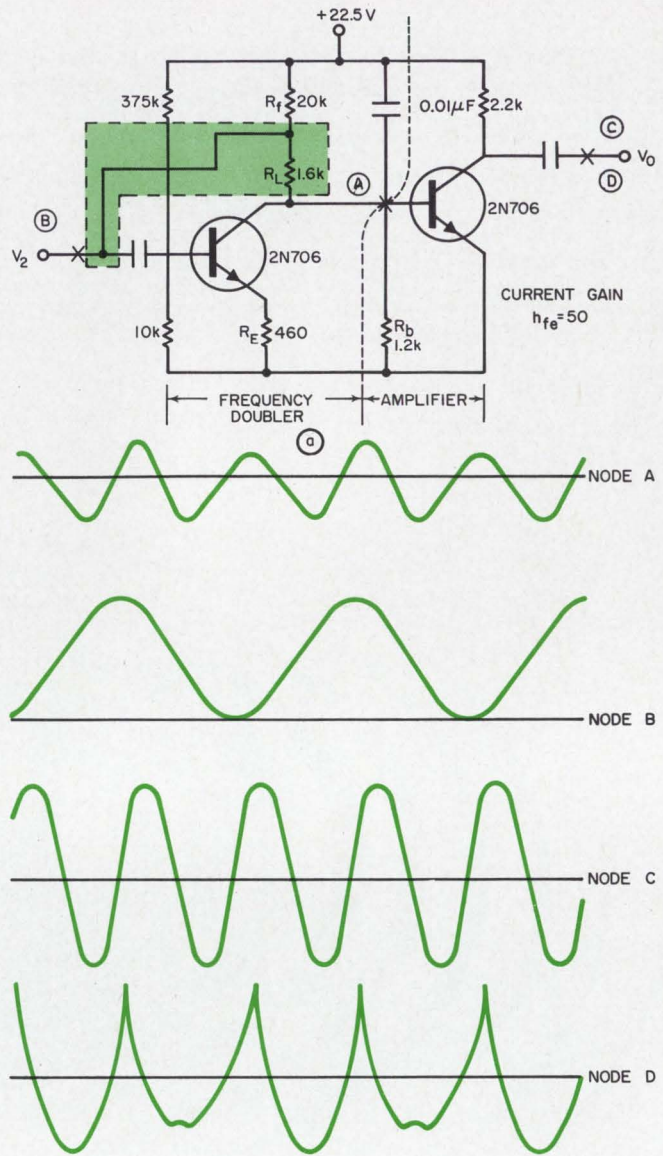 +22.5V
375k
Rf 20k
0.01µF
2.2k
C
RL 1.6k
A
V0
B
D
2N706
V2
2N706
CURRENT GAIN
hfe=50
10k
RE 460
Rb
1.2k
FREQUENCY
DOUBLER
AMPLIFIER
a
NODE A
NODE B
NODE C
NODE D